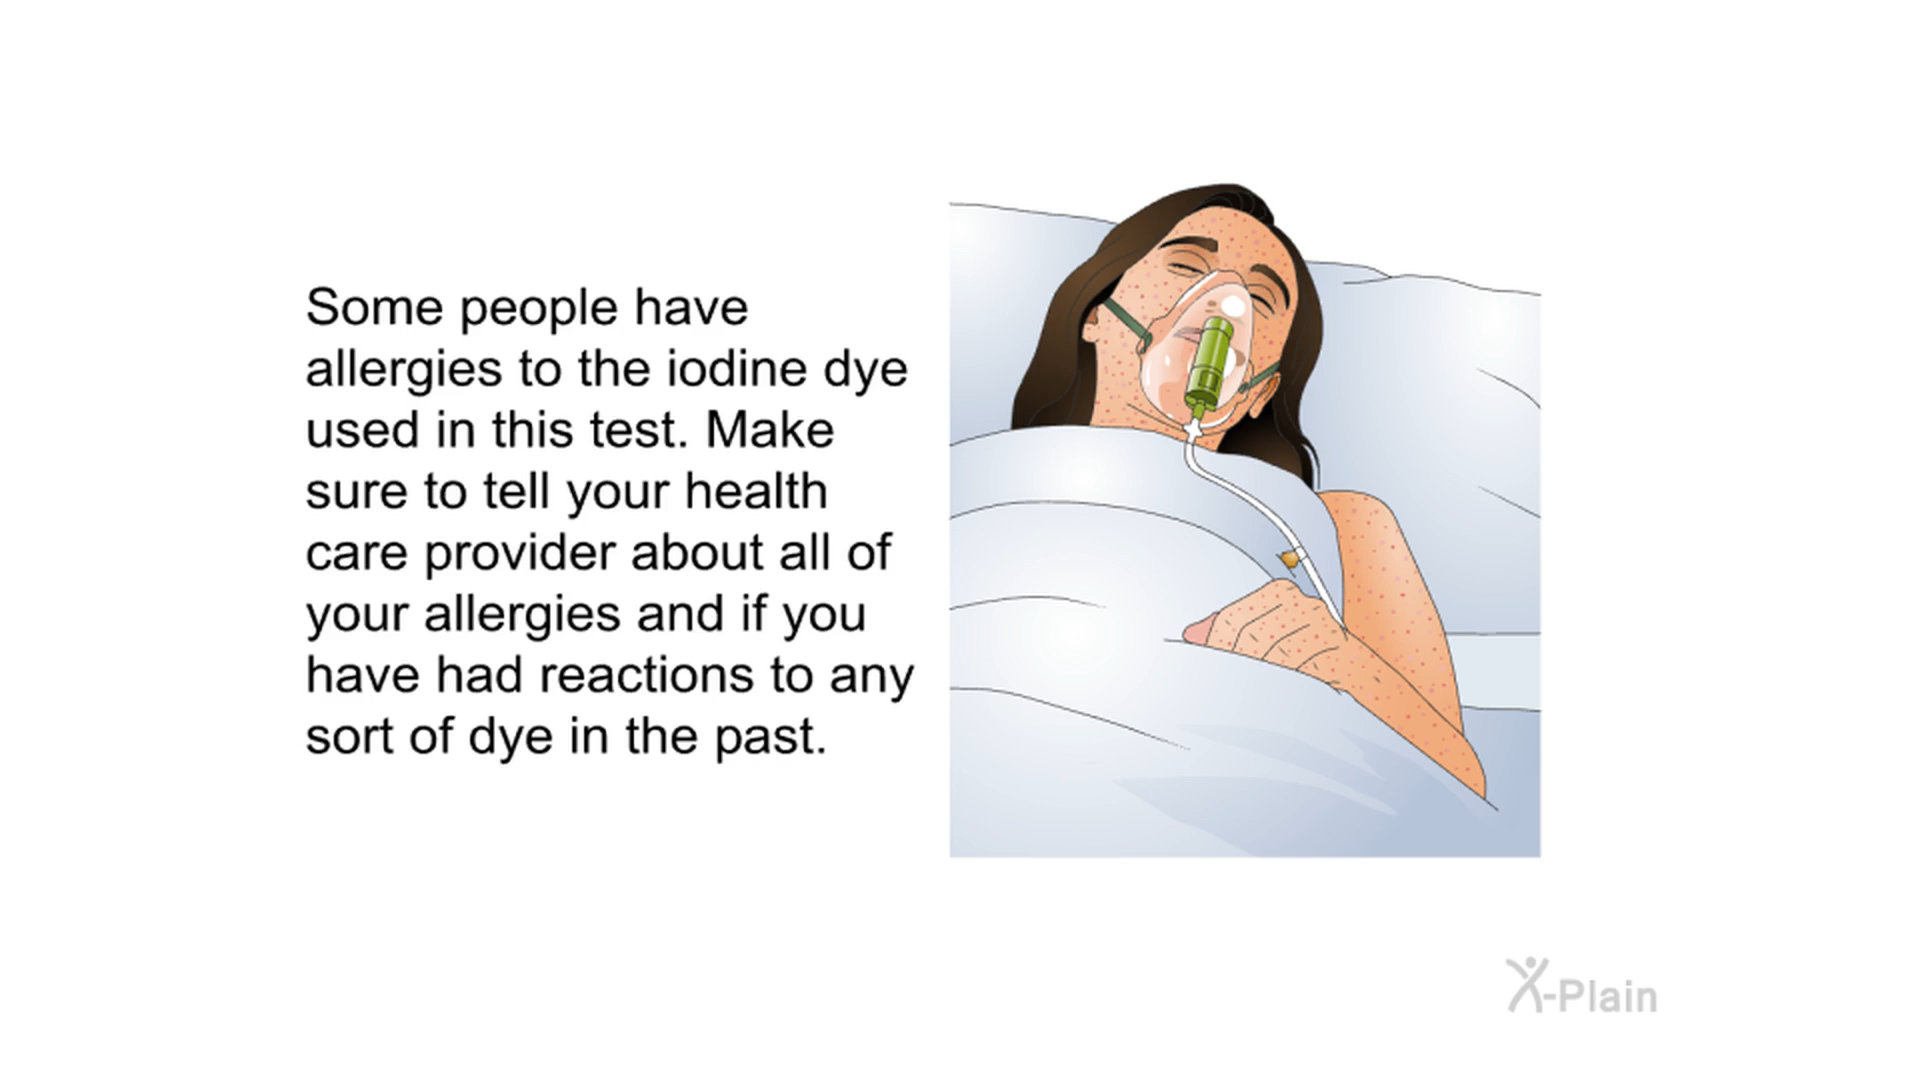 Some people have
allergies to the iodine dye
used in this test. Make
sure to tell your health
care provider about all of
your allergies and if you
have had reactions to any
sort of dye in the past.
X-Plain